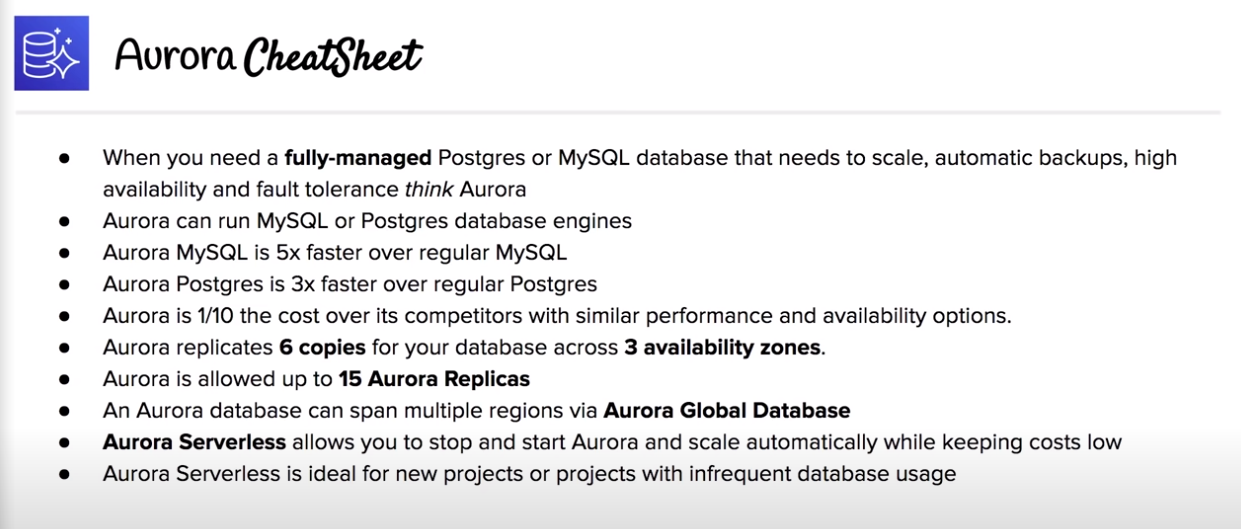 Aurora CheatSheet
● When you need a fully-managed Postgres or MySQL database that needs to scale, automatic backups, high
availability and fault tolerance think Aurora
● Aurora can run MySQL or Postgres database engines
● Aurora MySQL is 5x faster over regular MySQL
● Aurora Postgres is 3x faster over regular Postgres
● Aurora is 1/10 the cost over its competitors with similar performance and availability options.
● Aurora replicates 6 copies for your database across 3 availability zones.
● Aurora is allowed up to 15 Aurora Replicas
● An Aurora database can span multiple regions via Aurora Global Database
● Aurora Serverless allows you to stop and start Aurora and scale automatically while keeping costs low
● Aurora Serverless is ideal for new projects or projects with infrequent database usage